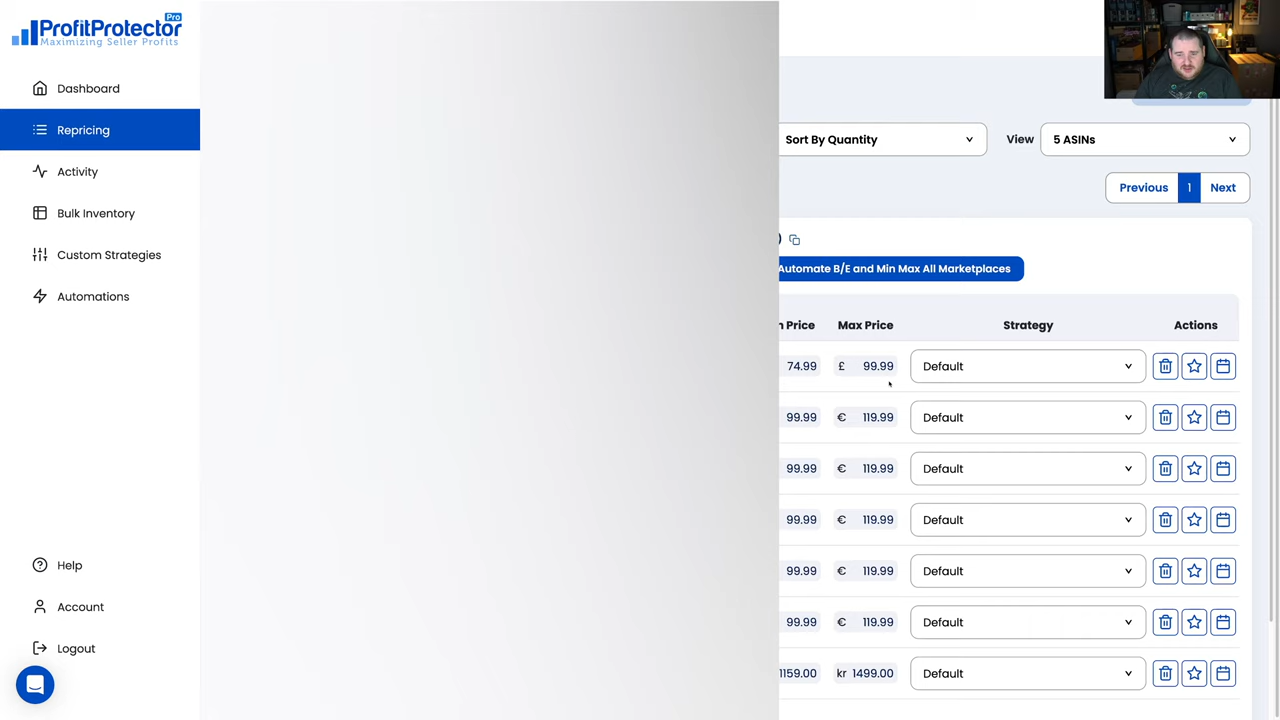 ProfitProtector Pro
Maximizing Seller Profits
Dashboard
Repricing
Activity
Bulk Inventory
Custom Strategies
Automations
Help
Account
Logout
Sort By Quantity
View
5 ASINs
Previous 1 Next
)
Automate B/E and Min Max All Marketplaces
Price Max Price Strategy Actions
74.99 £ 99.99 Default
99.99 € 119.99 Default
99.99 € 119.99 Default
99.99 € 119.99 Default
99.99 € 119.99 Default
99.99 € 119.99 Default
1159.00 kr 1499.00 Default